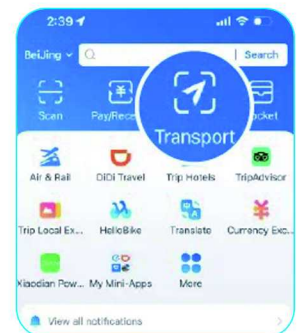 2:39
BeiJing
Search
Scan
Pay/Rece
Transport
ocket
Air & Rail
DiDi Travel
Trip Hotels
TripAdvisor
Trip Local Ex...
HelloBike
Translate
Currency Exc...
Xiaodian Pow...
My Mini-Apps
More
View all notifications